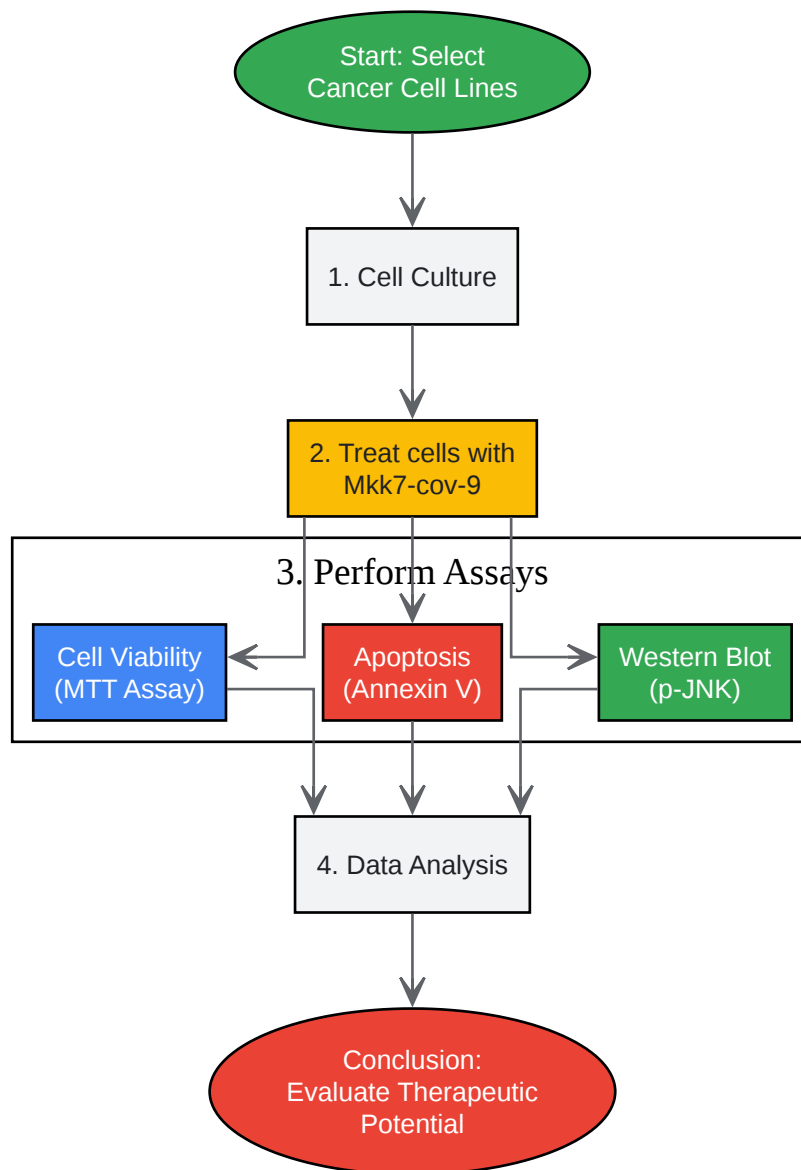 Start: Select
Cancer Cell Lines
1. Cell Culture
2. Treat cells with
Mkk7-cov-9
3. Perform Assays
Cell Viability
(MTT Assay)
Apoptosis
(Annexin V)
Western Blot
(p-JNK)
4. Data Analysis
Conclusion:
Evaluate Therapeutic
Potential